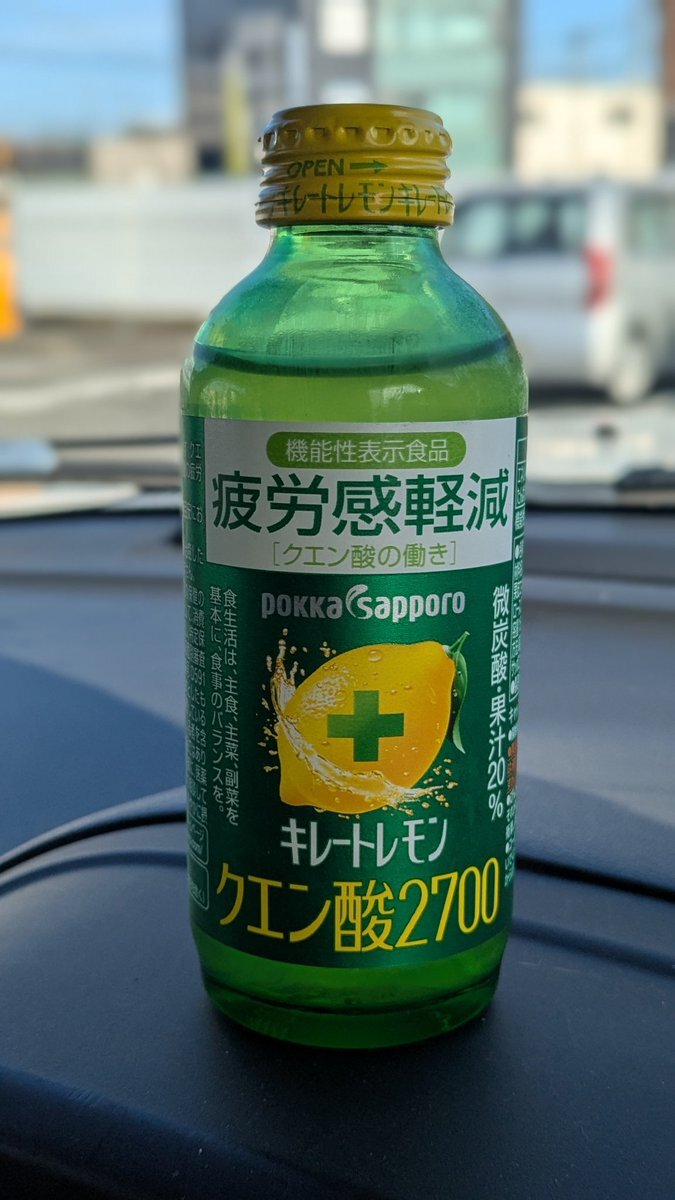 OPEN→
キレートレモンキレート
機能性表示食品
疲労感軽減
[クエン酸の働き]
pokka sapporo
微炭酸・果汁20%
食生活は、主食、主菜、副菜を
基本に、食事のバランスを。
キレートレモン
クエン酸2700